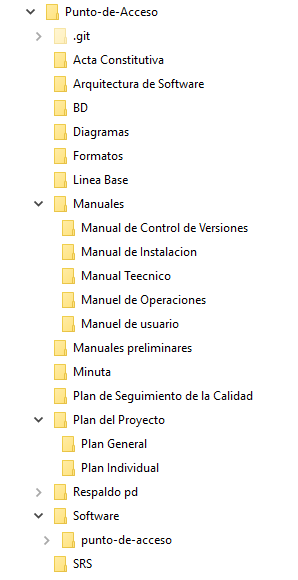 Punto-de-Acceso
.git
Acta Constitutiva
Arquitectura de Software
BD
Diagramas
Formatos
Linea Base
Manuales
Manual de Control de Versiones
Manual de Instalacion
Manual Teecnico
Manuel de Operaciones
Manuel de usuario
Manuales preliminares
Minuta
Plan de Seguimiento de la Calidad
Plan del Proyecto
Plan General
Plan Individual
Respaldo pd
Software
punto-de-acceso
SRS